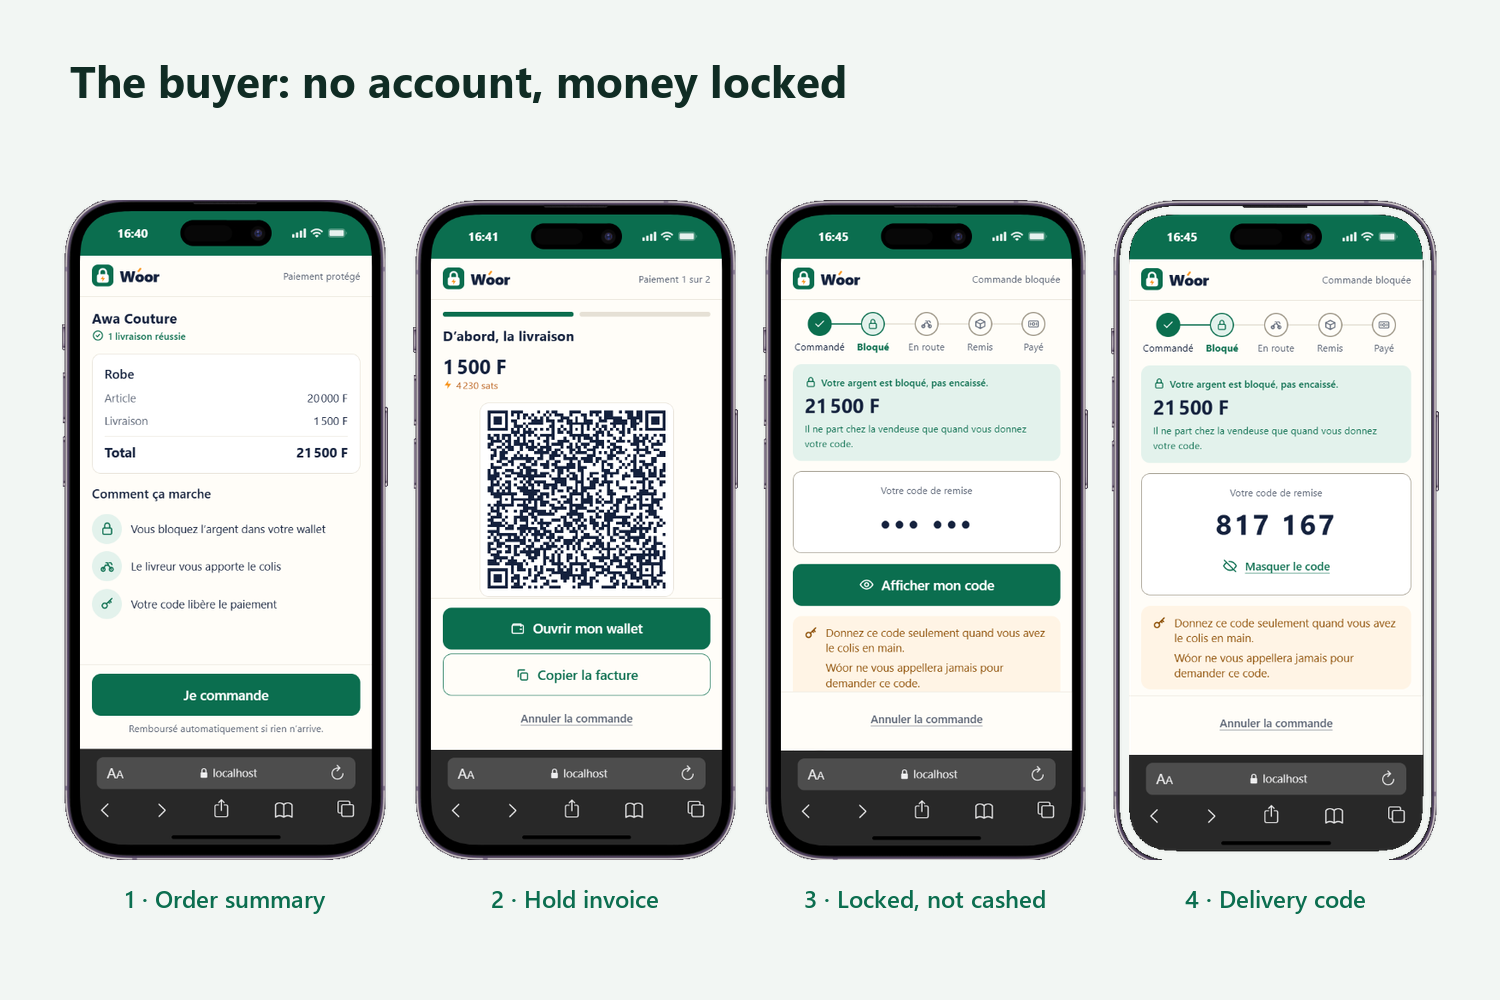 The buyer: no account, money locked
16:40
Wóor
Paiement protégé
Awa Couture
1 livraison réussie
Robe
Article 20 000 F
Livraison 1 500 F
Total 21 500 F
Comment ça marche
Vous bloquez l'argent dans votre wallet
Le livreur vous apporte le colis
Votre code libère le paiement
Je commande
Remboursé automatiquement si rien n'arrive.
AA localhost
1 · Order summary
16:41
Wóor
Paiement 1 sur 2
D'abord, la livraison
1 500 F
4 230 sats
Ouvrir mon wallet
Copier la facture
Annuler la commande
AA localhost
2 · Hold invoice
16:45
Wóor
Commande bloquée
Commandé Bloqué En route Remis Payé
Votre argent est bloqué, pas encaissé.
21 500 F
Il ne part chez la vendeuse que quand vous donnez
votre code.
Votre code de remise
••• •••
Afficher mon code
Donnez ce code seulement quand vous avez
le colis en main.
Wóor ne vous appellera jamais pour
demander ce code.
Annuler la commande
AA localhost
3 · Locked, not cashed
16:45
Wóor
Commande bloquée
Commandé Bloqué En route Remis Payé
Votre argent est bloqué, pas encaissé.
21 500 F
Il ne part chez la vendeuse que quand vous donnez
votre code.
Votre code de remise
817 167
Masquer le code
Donnez ce code seulement quand vous avez
le colis en main.
Wóor ne vous appellera jamais pour
demander ce code.
Annuler la commande
AA localhost
4 · Delivery code